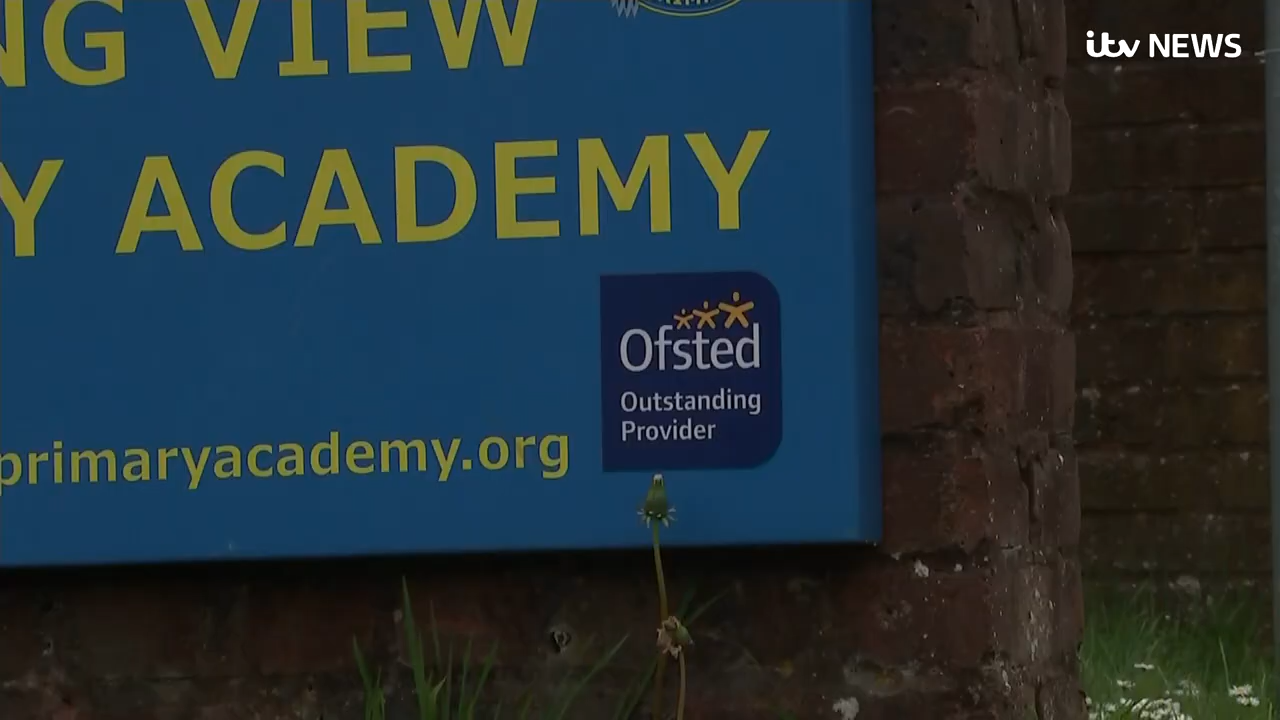 NG VIEW
itv NEWS
Y ACADEMY
Ofsted
Outstanding
Provider
primaryacademy.org